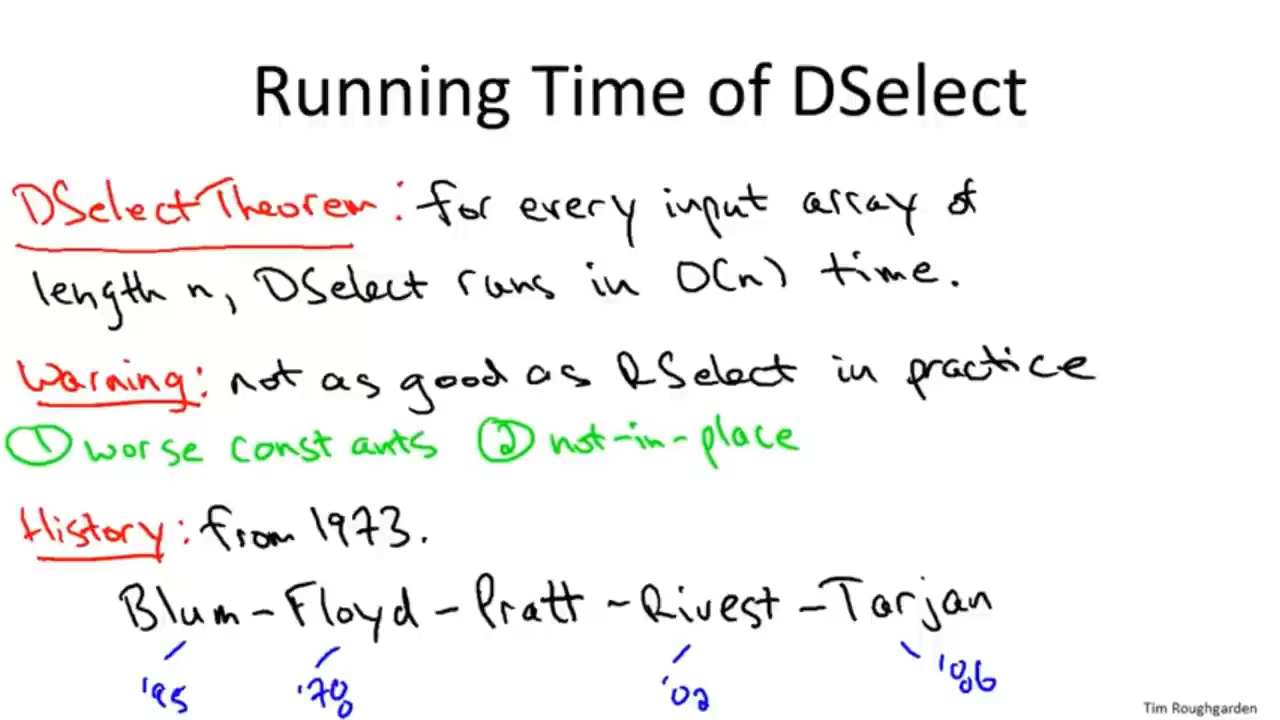 Running Time of DSelect
DSelect Theorem: for every input array of
length n, DSelect runs in O(n) time.
Warning: not as good as RSelect in practice
① worse constants ② not-in-place
History: from 1973.
Blum - Floyd - Pratt - Rivest - Tarjan
'95 '78 '02 '86
Tim Roughgarden